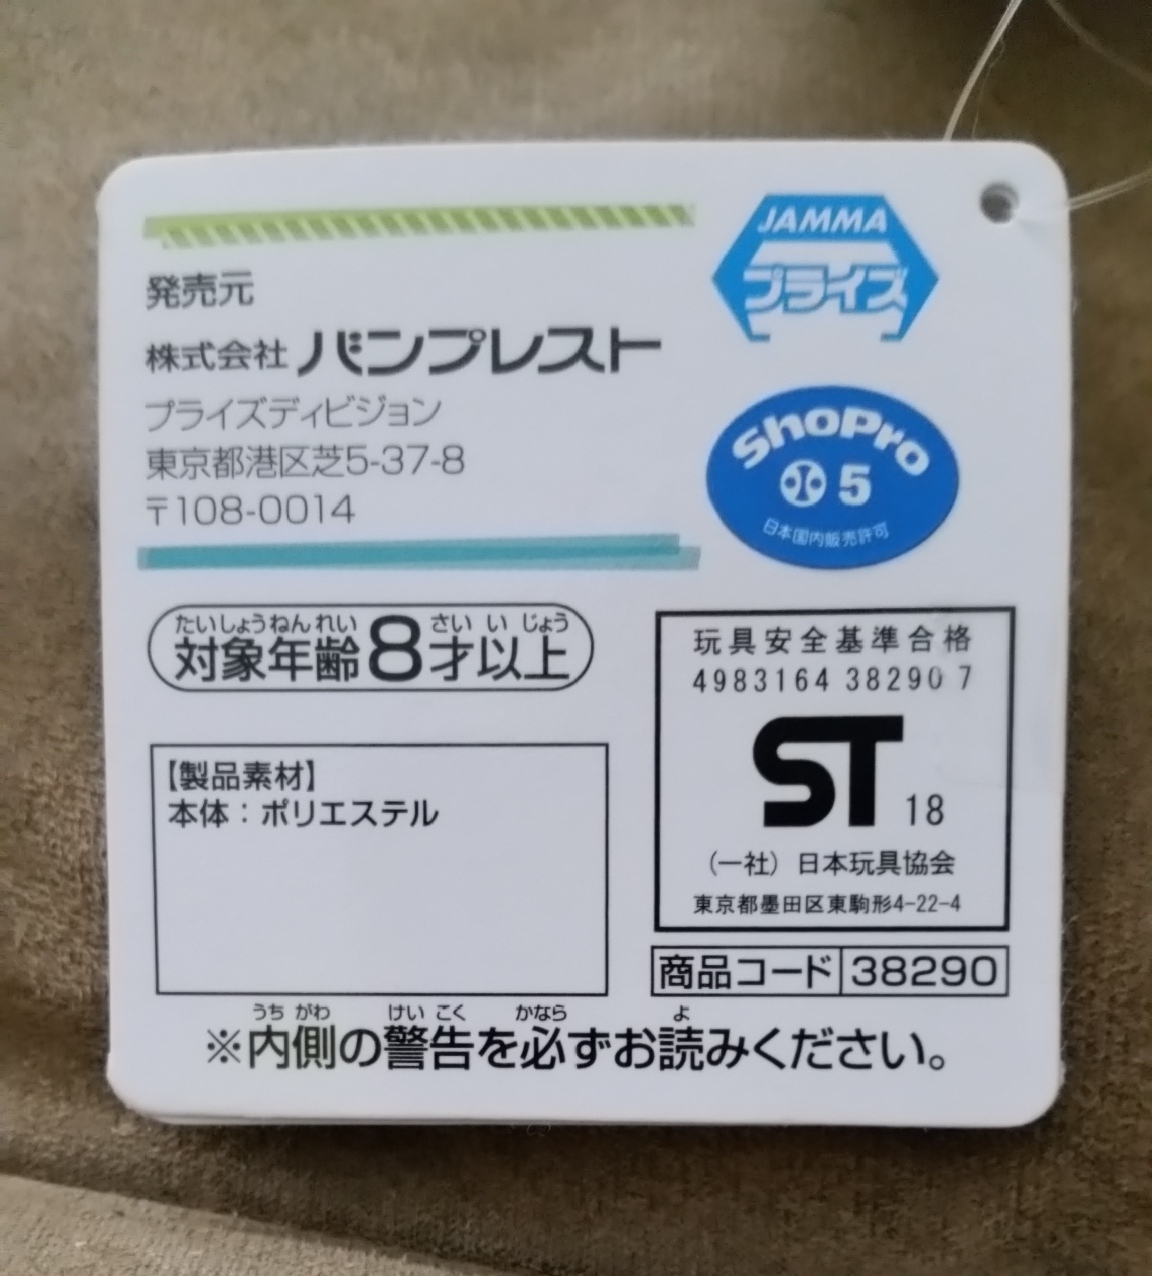 発売元
株式会社 バンプレスト
プライズディビジョン
東京都港区芝5-37-8
〒108-0014
JAMMA
プライズ
ShoPro
5
日本国内販売許可
たいしょうねんれい さい い じょう
対象年齢8才以上
【製品素材】
本体：ポリエステル
玩具安全基準合格
4983164 38290 7
ST 18
（一社）日本玩具協会
東京都墨田区東駒形4-22-4
商品コード 38290
うち がわ けい こく かなら よ
※内側の警告を必ずお読みください。